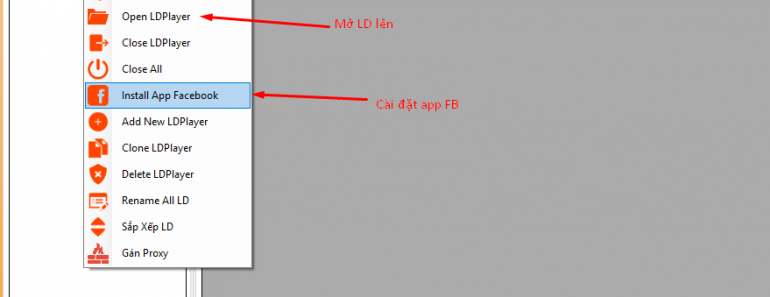 Open LDPlayer
Mở LD lên
Close LDPlayer
Close All
Install App Facebook
Cài đặt app FB
Add New LDPlayer
Clone LDPlayer
Delete LDPlayer
Rename All LD
Sắp Xếp LD
Gán Proxy